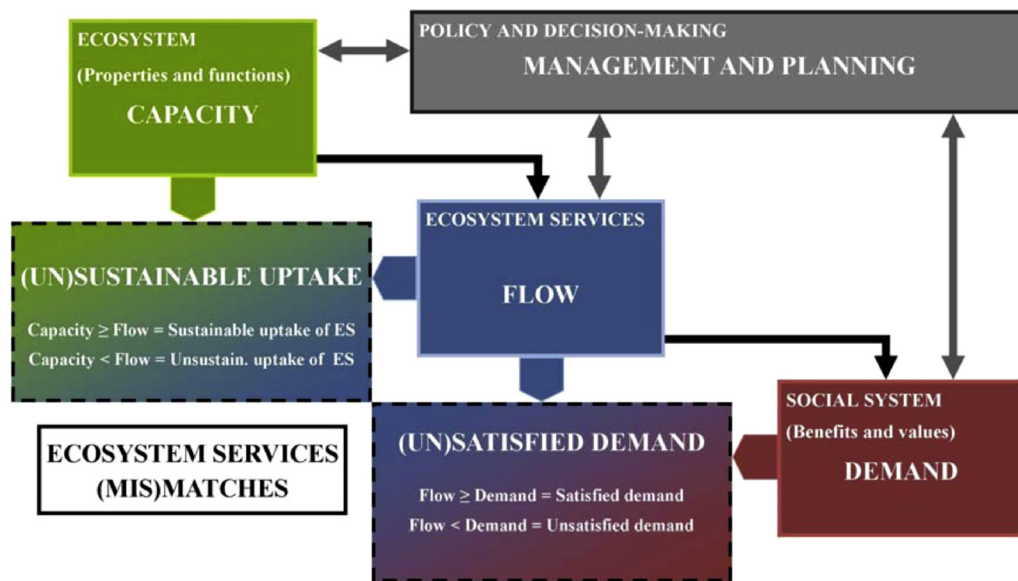 ECOSYSTEM
(Properties and functions)
CAPACITY
POLICY AND DECISION-MAKING
MANAGEMENT AND PLANNING
ECOSYSTEM SERVICES
FLOW
(UN)SUSTAINABLE UPTAKE
Capacity ≥ Flow = Sustainable uptake of ES
Capacity < Flow = Unsustain. uptake of ES
SOCIAL SYSTEM
(Benefits and values)
DEMAND
(UN)SATISFIED DEMAND
Flow ≥ Demand = Satisfied demand
Flow < Demand = Unsatisfied demand
ECOSYSTEM SERVICES
(MIS)MATCHES